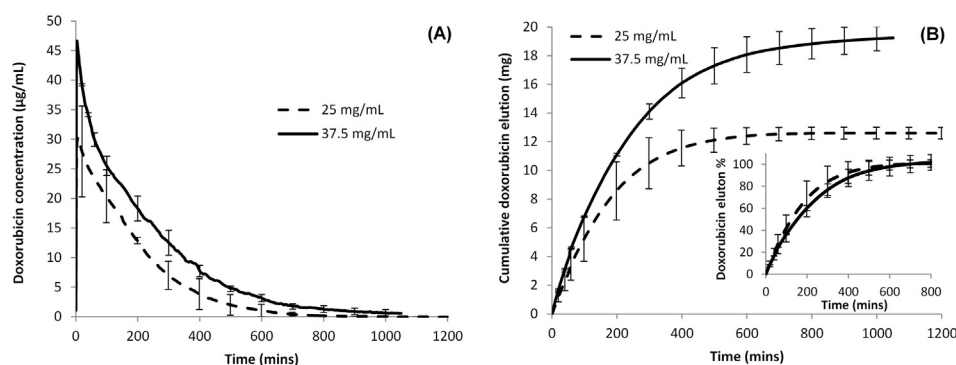 (A)
Doxorubicin concentration (µg/mL)
50
45
40
35
30
25
20
15
10
5
0
25 mg/mL
37.5 mg/mL
0 200 400 600 800 1000 1200
Time (mins)
(B)
Cumulative doxorubicin elution (mg)
20
18
16
14
12
10
8
6
4
2
0
25 mg/mL
37.5 mg/mL
Doxorubicin eluton %
100
80
60
40
20
0
0 200 400 600 800
Time (mins)
0 200 400 600 800 1000 1200
Time (mins)